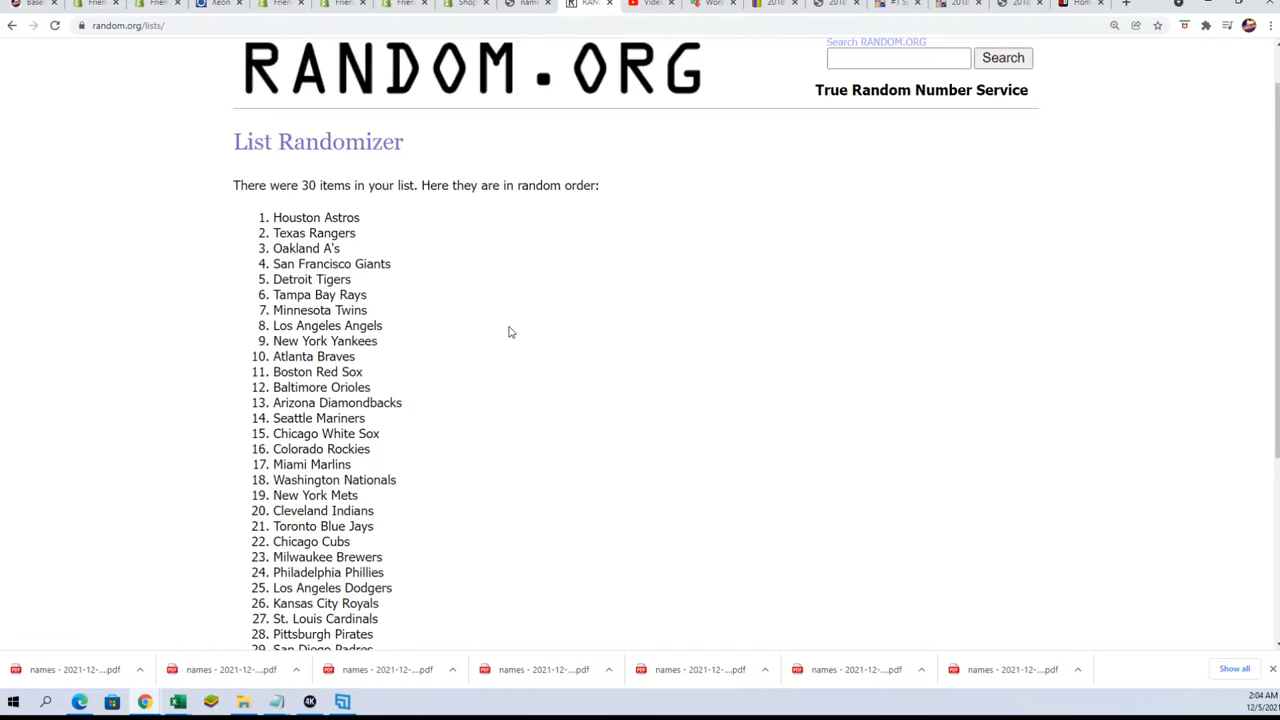 Xeon
random.org/lists/
RANDOM.ORG
Search RANDOM.ORG
Search
True Random Number Service
List Randomizer
There were 30 items in your list. Here they are in random order:
1. Houston Astros
2. Texas Rangers
3. Oakland A's
4. San Francisco Giants
5. Detroit Tigers
6. Tampa Bay Rays
7. Minnesota Twins
8. Los Angeles Angels
9. New York Yankees
10. Atlanta Braves
11. Boston Red Sox
12. Baltimore Orioles
13. Arizona Diamondbacks
14. Seattle Mariners
15. Chicago White Sox
16. Colorado Rockies
17. Miami Marlins
18. Washington Nationals
19. New York Mets
20. Cleveland Indians
21. Toronto Blue Jays
22. Chicago Cubs
23. Milwaukee Brewers
24. Philadelphia Phillies
25. Los Angeles Dodgers
26. Kansas City Royals
27. St. Louis Cardinals
28. Pittsburgh Pirates
29. San Diego Padres
names - 2021-12-....pdf names - 2021-12-....pdf names - 2021-12-....pdf names - 2021-12-....pdf names - 2021-12-....pdf names - 2021-12-....pdf names - 2021-12-....pdf Show all
4K
2:04 AM
12/5/2021